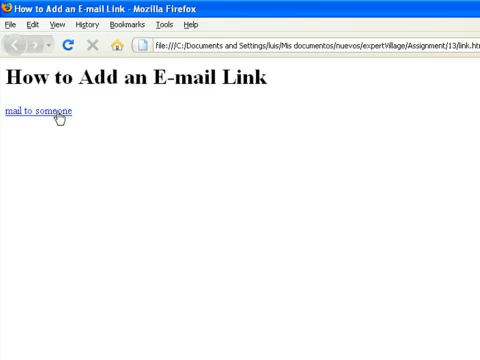 How to Add an E-mail Link - Mozilla Firefox
File Edit View History Bookmarks Tools Help
file:///C:/Documents and Settings/luis/Mis documentos/nuevos/expertVillage/Assignment/13/link.htm
How to Add an E-mail Link
mail to someone